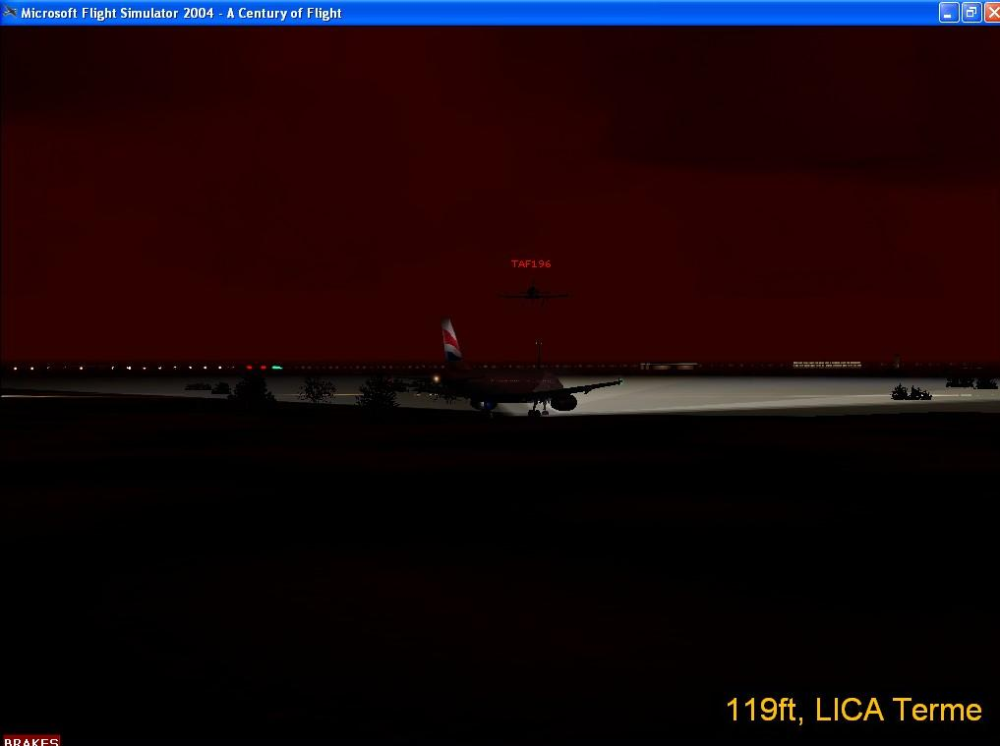 Microsoft Flight Simulator 2004 - A Century of Flight
TAF196
119ft, LICA Terme
BRAKES